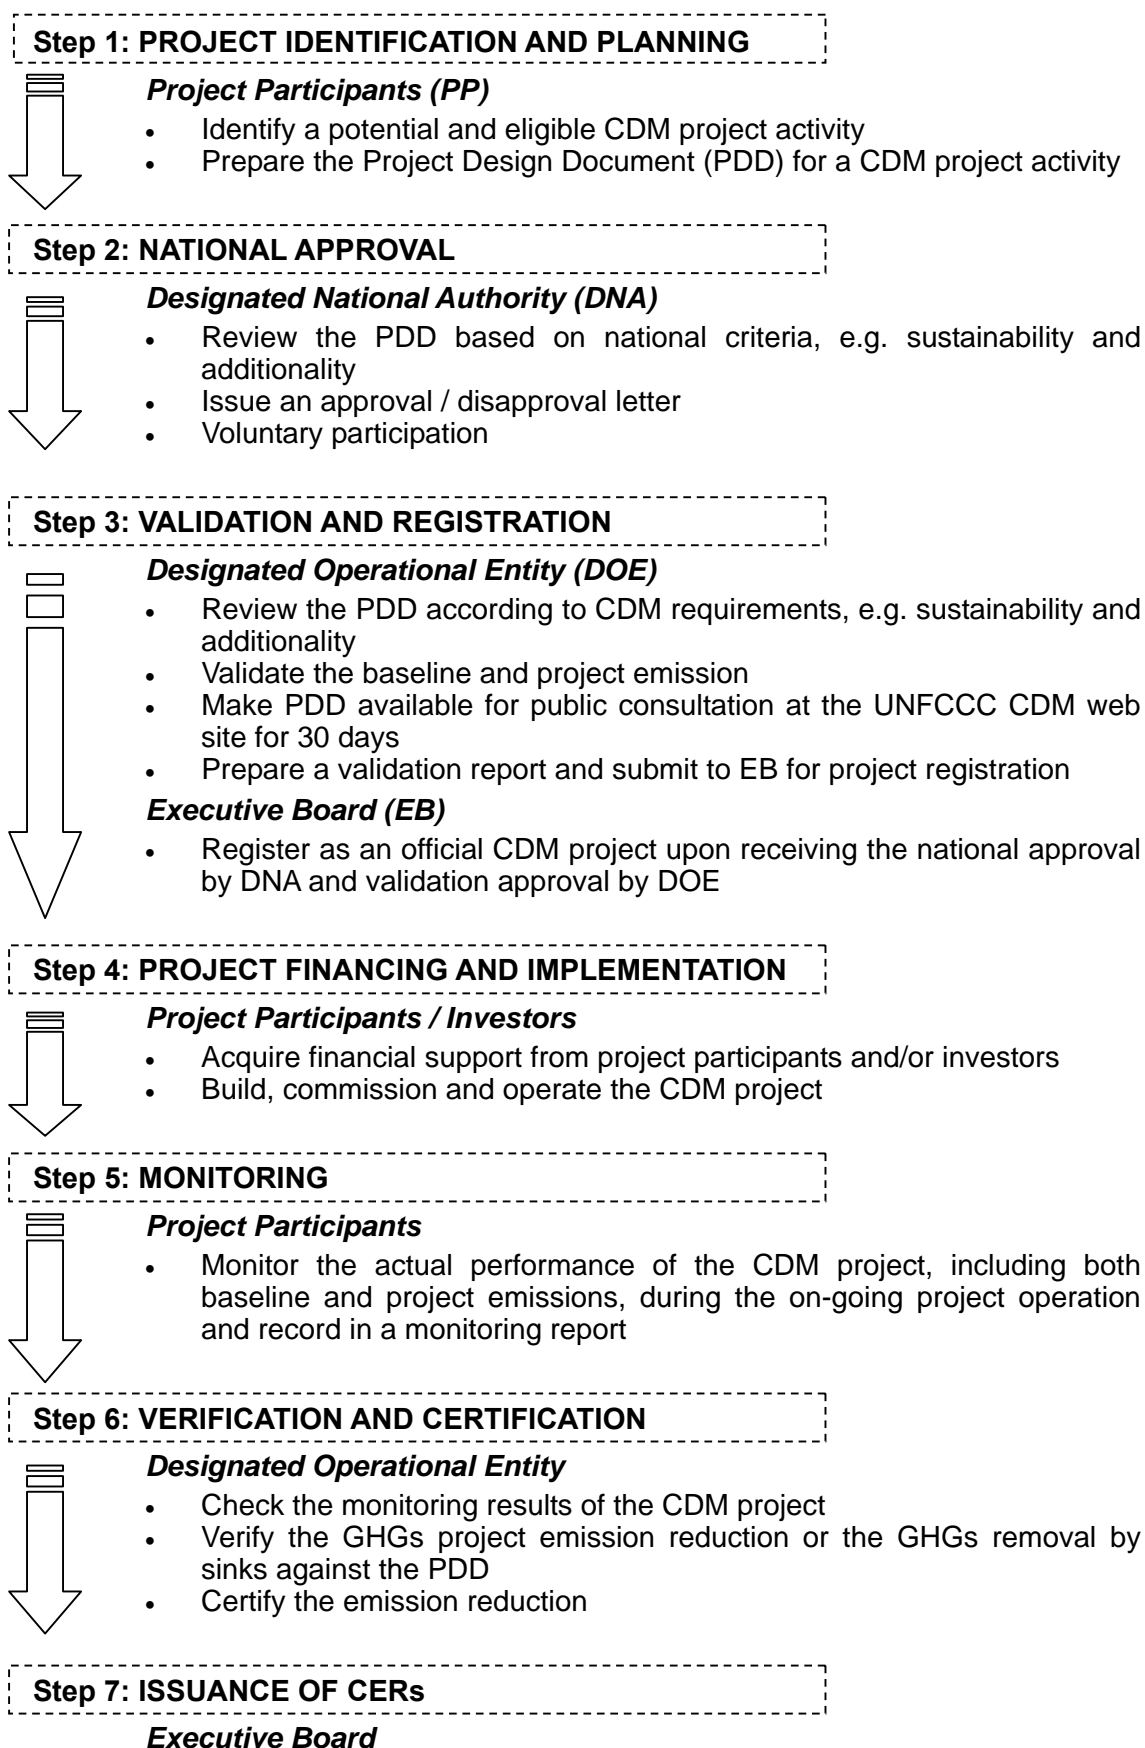 Step 1: PROJECT IDENTIFICATION AND PLANNING
Project Participants (PP)
• Identify a potential and eligible CDM project activity
• Prepare the Project Design Document (PDD) for a CDM project activity
Step 2: NATIONAL APPROVAL
Designated National Authority (DNA)
• Review the PDD based on national criteria, e.g. sustainability and
additionality
• Issue an approval / disapproval letter
• Voluntary participation
Step 3: VALIDATION AND REGISTRATION
Designated Operational Entity (DOE)
• Review the PDD according to CDM requirements, e.g. sustainability and
additionality
• Validate the baseline and project emission
• Make PDD available for public consultation at the UNFCCC CDM web
site for 30 days
• Prepare a validation report and submit to EB for project registration
Executive Board (EB)
• Register as an official CDM project upon receiving the national approval
by DNA and validation approval by DOE
Step 4: PROJECT FINANCING AND IMPLEMENTATION
Project Participants / Investors
• Acquire financial support from project participants and/or investors
• Build, commission and operate the CDM project
Step 5: MONITORING
Project Participants
• Monitor the actual performance of the CDM project, including both
baseline and project emissions, during the on-going project operation
and record in a monitoring report
Step 6: VERIFICATION AND CERTIFICATION
Designated Operational Entity
• Check the monitoring results of the CDM project
• Verify the GHGs project emission reduction or the GHGs removal by
sinks against the PDD
• Certify the emission reduction
Step 7: ISSUANCE OF CERs
Executive Board